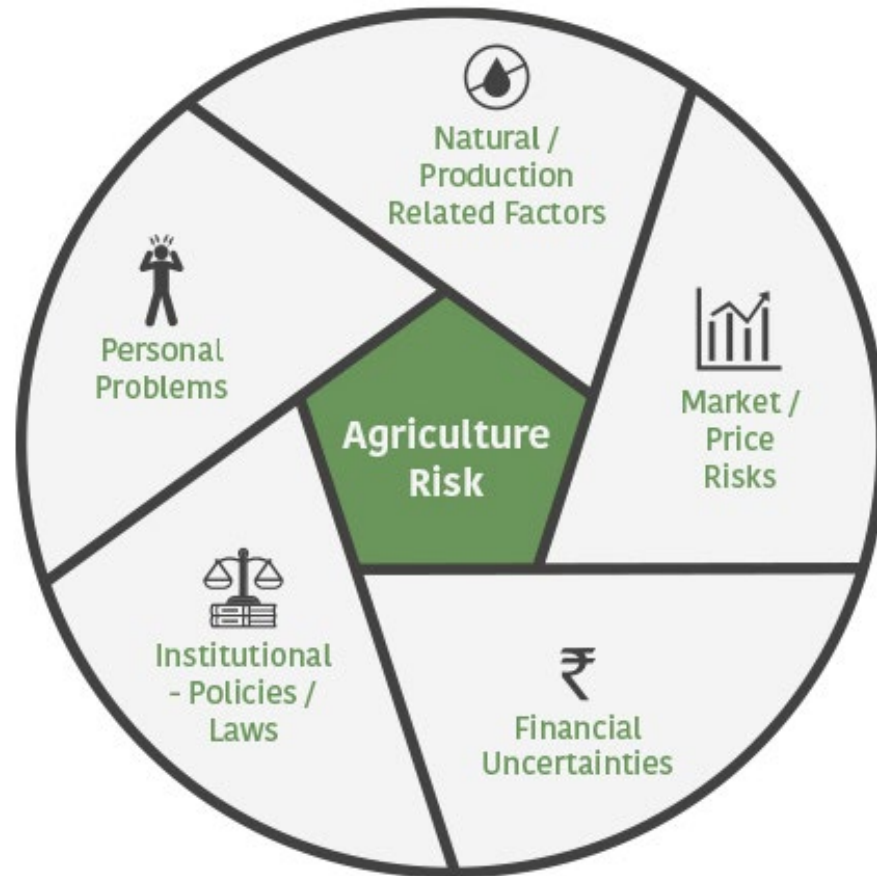 Natural /
Production
Related Factors
Market /
Price
Risks
Financial
Uncertainties
Institutional
- Policies /
Laws
Personal
Problems
Agriculture
Risk
₹